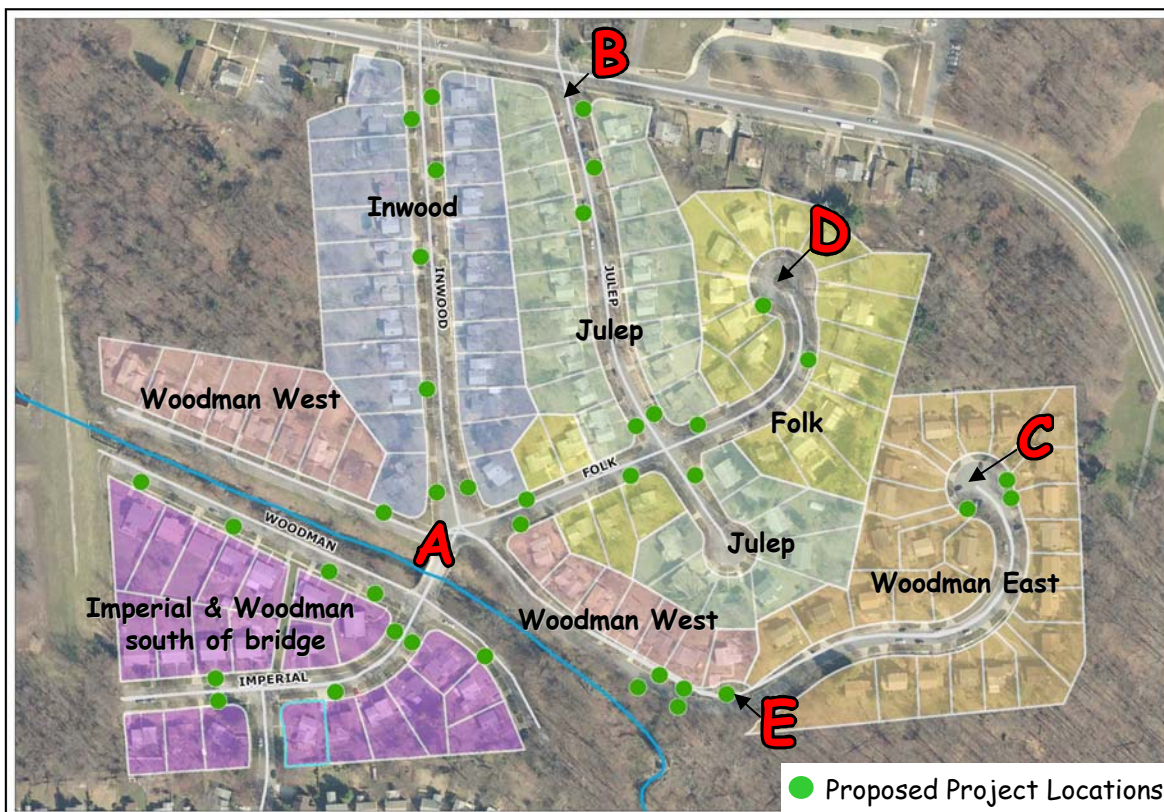 B
Inwood
INWOOD
D
JULEP
Julep
Woodman West
Folk
C
FOLK
WOODMAN
A
Julep
Woodman East
Imperial & Woodman
south of bridge
Woodman West
IMPERIAL
E
Proposed Project Locations